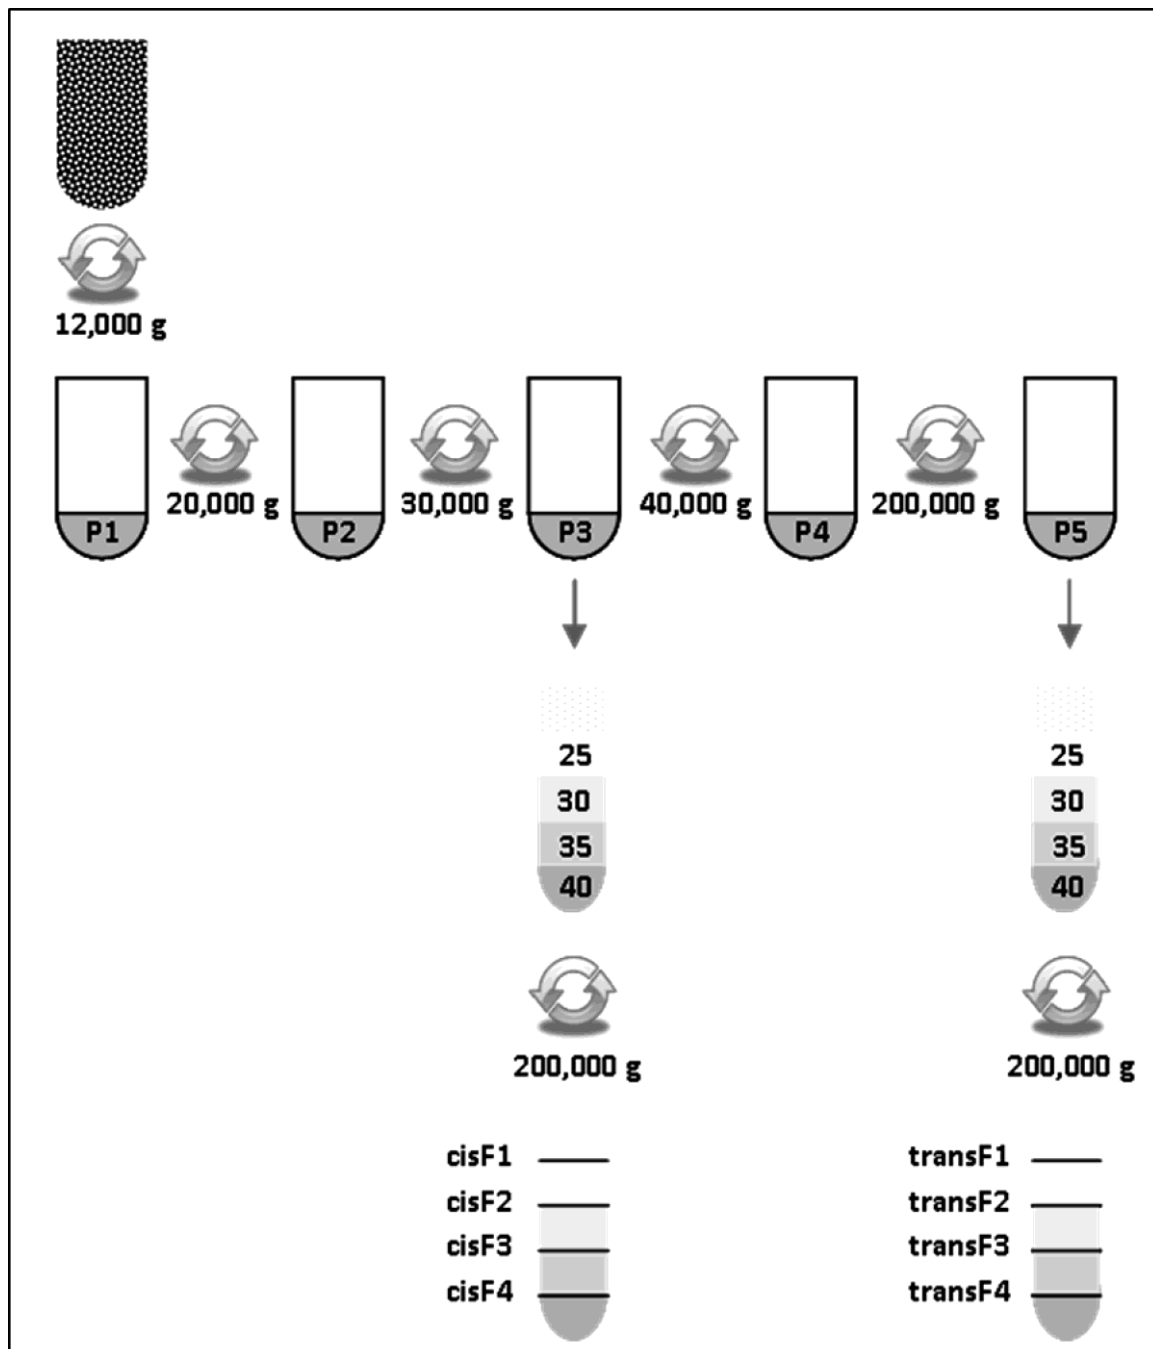 12,000 g
P1
20,000 g
P2
30,000 g
P3
40,000 g
P4
200,000 g
P5
25
30
35
40
25
30
35
40
200,000 g
200,000 g
cisF1
cisF2
cisF3
cisF4
transF1
transF2
transF3
transF4